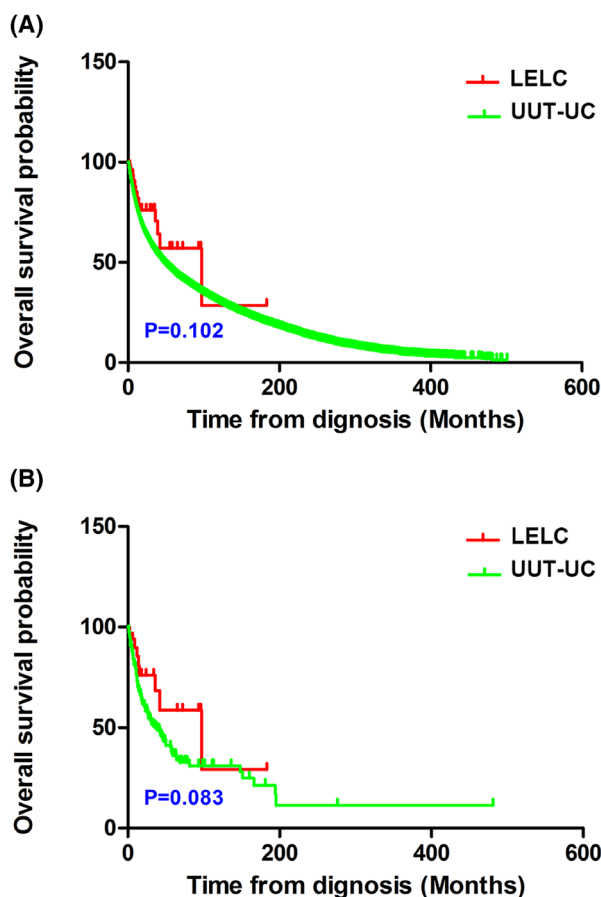 (A)
150
100
50
0
0 200 400 600
Overall survival probability
Time from dignosis (Months)
LELC
UUT-UC
P=0.102
(B)
150
100
50
0
0 200 400 600
Overall survival probability
Time from dignosis (Months)
LELC
UUT-UC
P=0.083